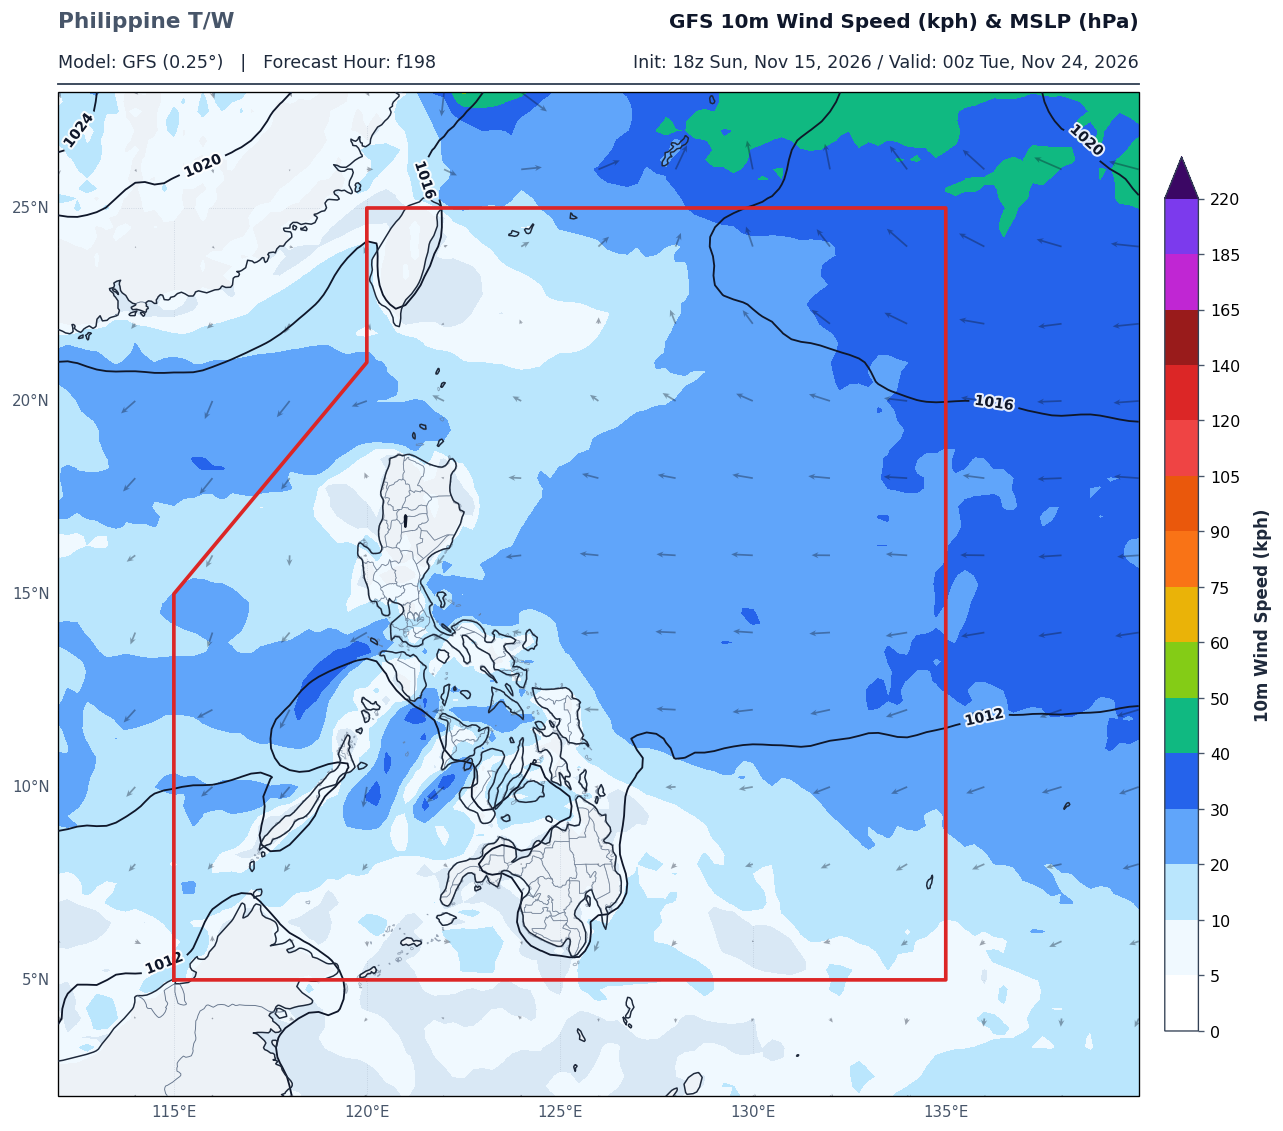 Philippine T/W
GFS 10m Wind Speed (kph) & MSLP (hPa)
Model: GFS (0.25°)   |   Forecast Hour: f198
Init: 18z Sun, Nov 15, 2026 / Valid: 00z Tue, Nov 24, 2026
1024
1020
1016
1020
1016
1012
1012
25°N
20°N
15°N
10°N
5°N
115°E
120°E
125°E
130°E
135°E
220
185
165
140
120
105
90
75
60
50
40
30
20
10
5
0
10m Wind Speed (kph)